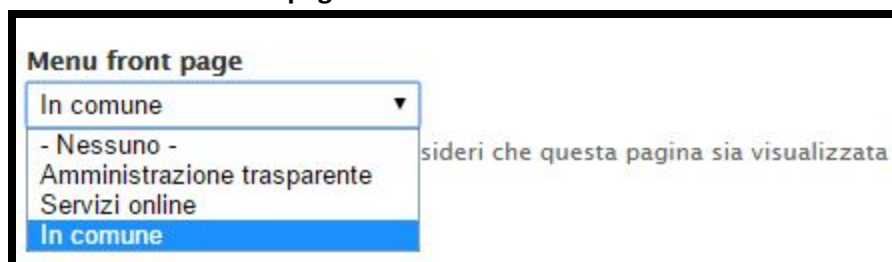 Menu front page
In comune
- Nessuno -
sideri che questa pagina sia visualizzata
Amministrazione trasparente
Servizi online
In comune